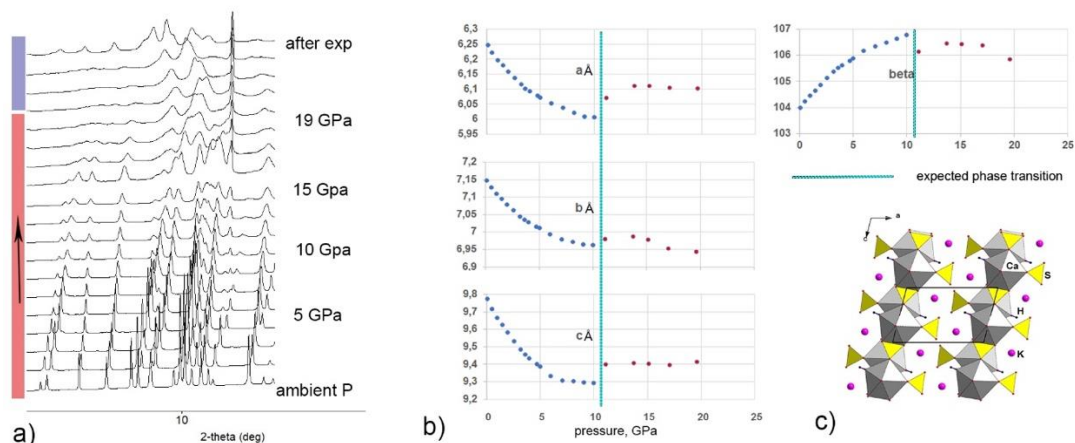 after exp
19 GPa
15 Gpa
10 Gpa
5 GPa
ambient P
10
2-theta (deg)
a)
6,3
6,25
6,2
6,15
6,1
6,05
6
5,95
a Å
7,2
7,15
7,1
7,05
7
6,95
6,9
b Å
9,8
9,7
9,6
9,5
9,4
9,3
9,2
c Å
0
5
10
15
20
25
pressure, GPa
b)
107
106
105
104
103
beta
0
5
10
15
20
25
expected phase transition
a
c
Ca
S
H
K
c)